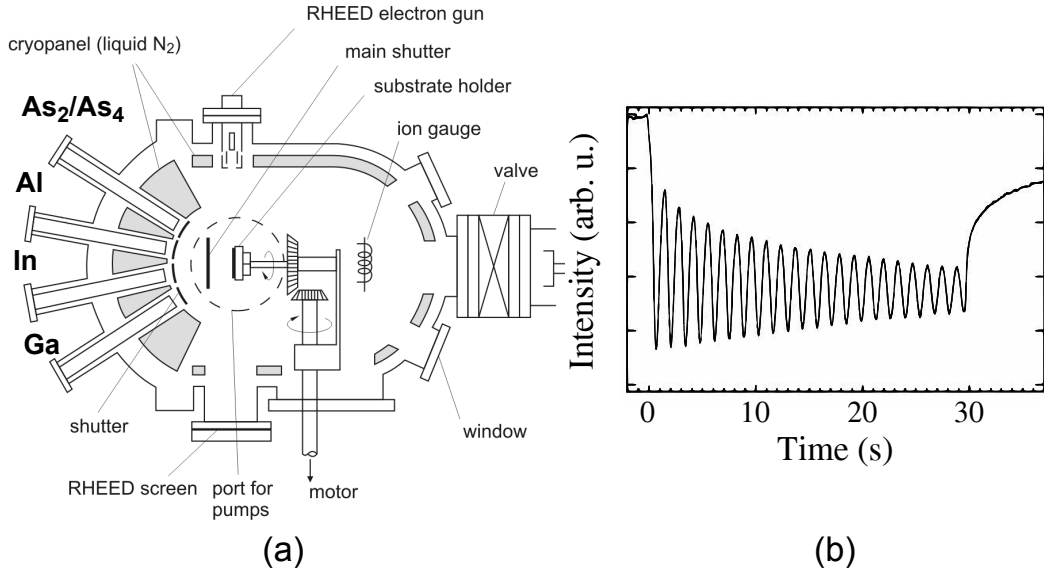 RHEED electron gun
cryopanel (liquid N2)
main shutter
substrate holder
As2/As4
ion gauge
valve
Al
In
Ga
shutter
window
RHEED screen
port for
pumps
motor
(a)
Intensity (arb. u.)
0 10 20 30
Time (s)
(b)